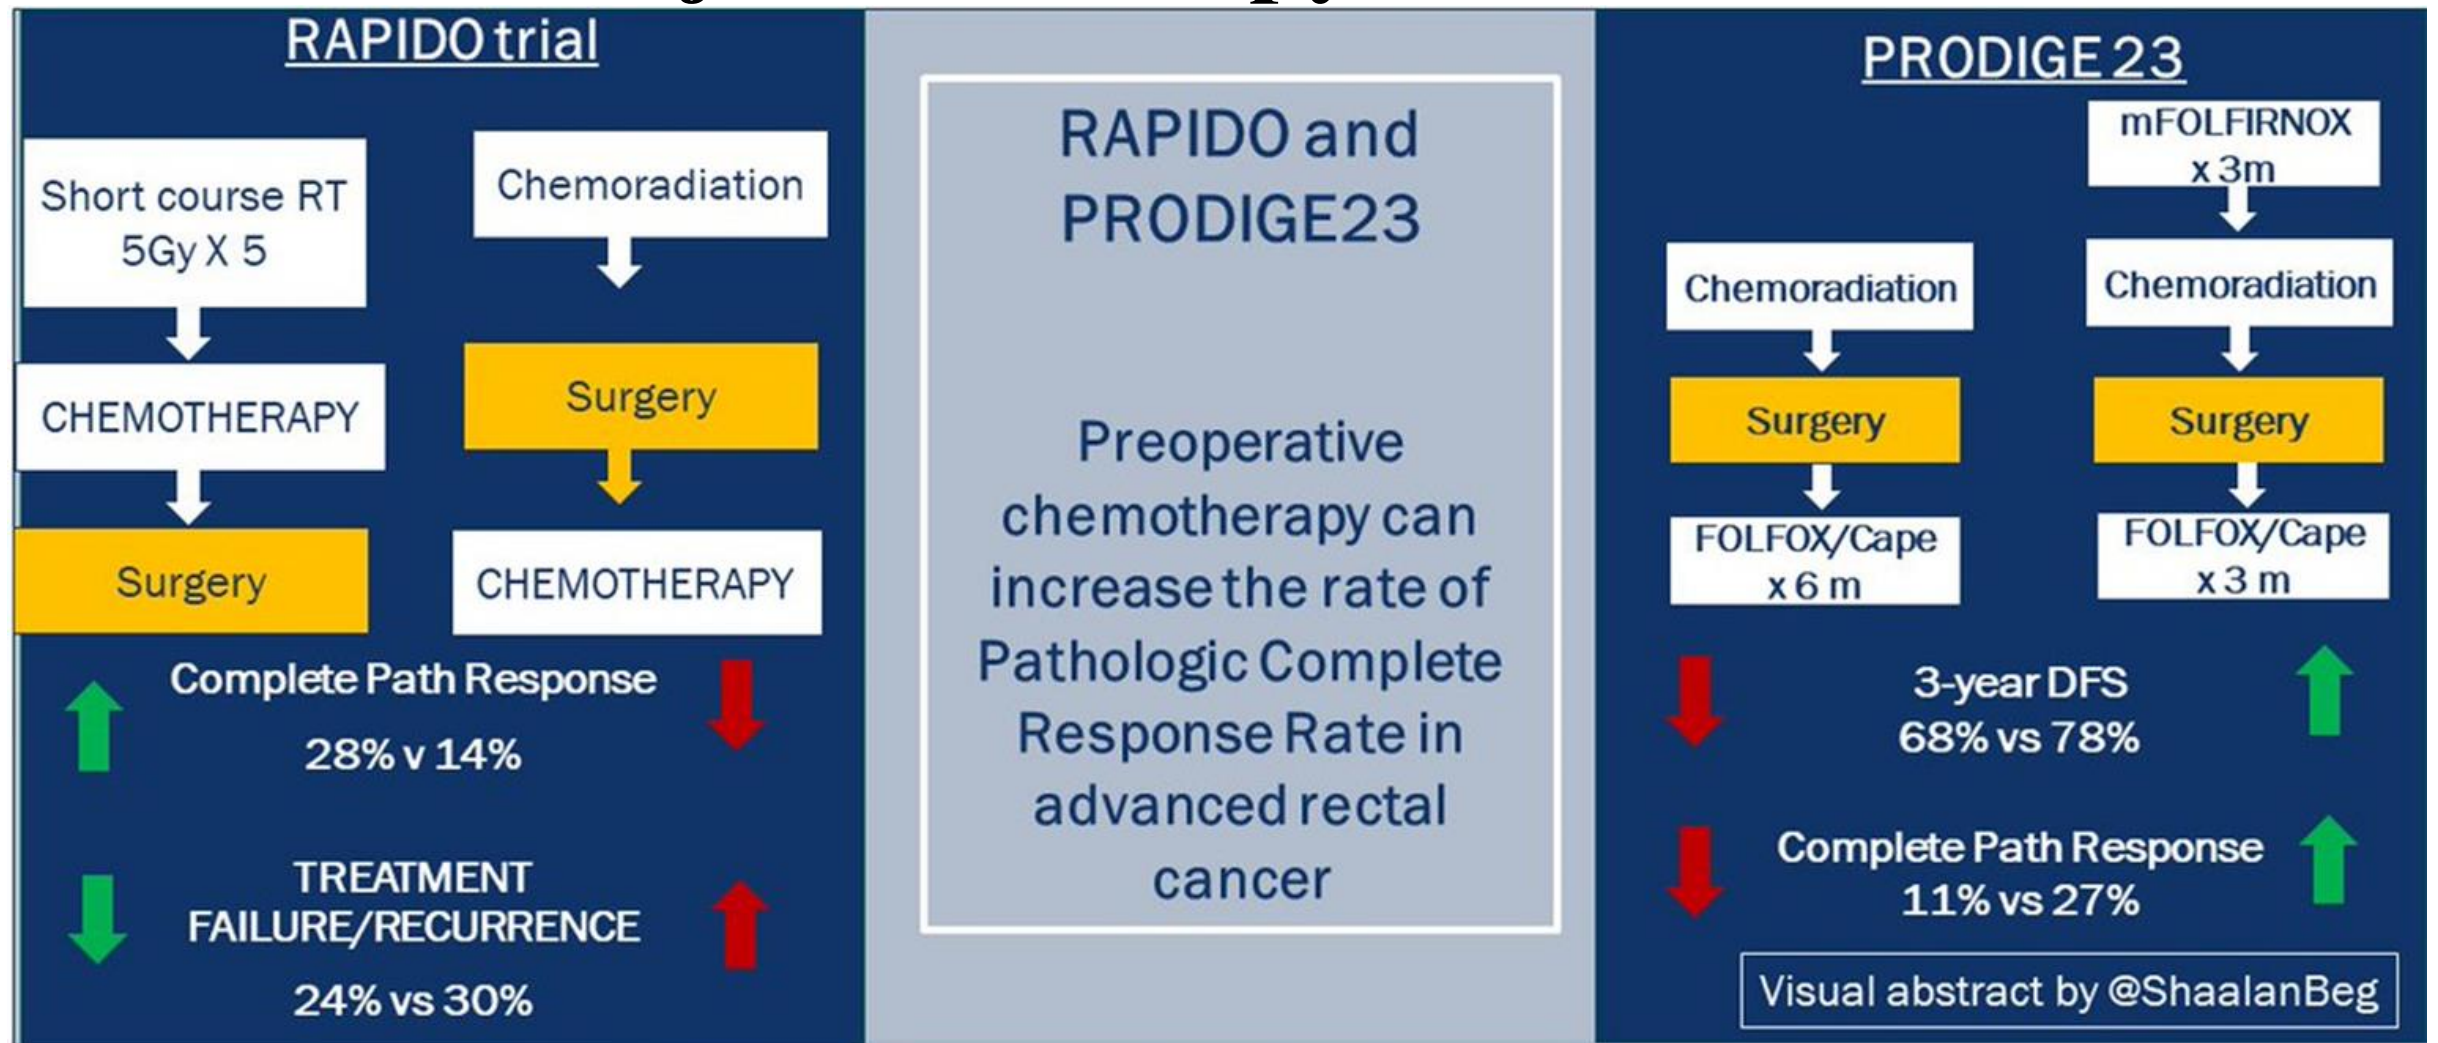 RAPIDO trial
Short course RT
5Gy X 5
CHEMOTHERAPY
Surgery
Chemoradiation
Surgery
CHEMOTHERAPY
Complete Path Response
28% v 14%
TREATMENT
FAILURE/RECURRENCE
24% vs 30%
RAPIDO and
PRODIGE23
Preoperative
chemotherapy can
increase the rate of
Pathologic Complete
Response Rate in
advanced rectal
cancer
PRODIGE 23
Chemoradiation
Surgery
FOLFOX/Cape
x 6 m
mFOLFIRNOX
x 3m
Chemoradiation
Surgery
FOLFOX/Cape
x 3 m
3-year DFS
68% vs 78%
Complete Path Response
11% vs 27%
Visual abstract by @ShaalanBeg